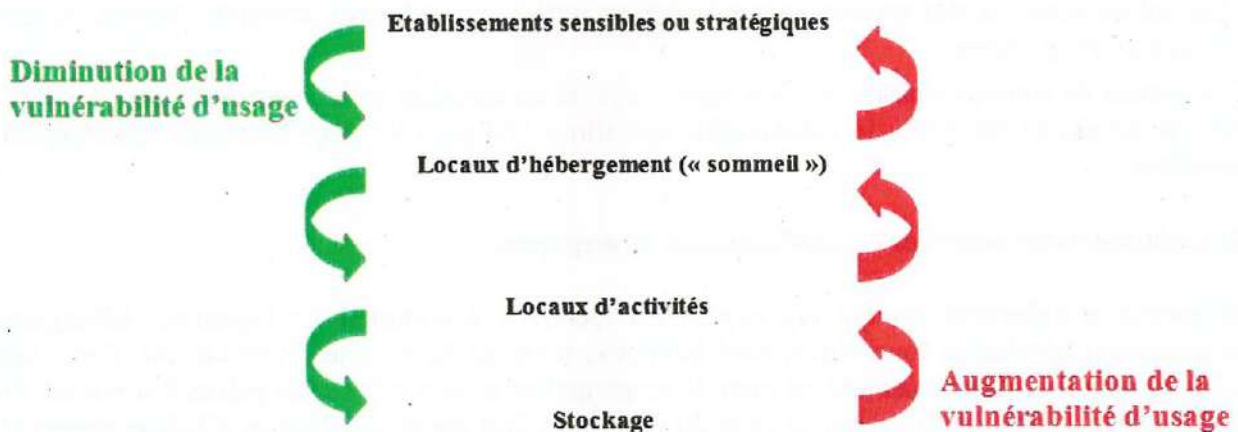 Etablissements sensibles ou stratégiques
Diminution de la
vulnérabilité d'usage
Locaux d'hébergement (« sommeil »)
Locaux d'activités
Augmentation de la
vulnérabilité d'usage
Stockage